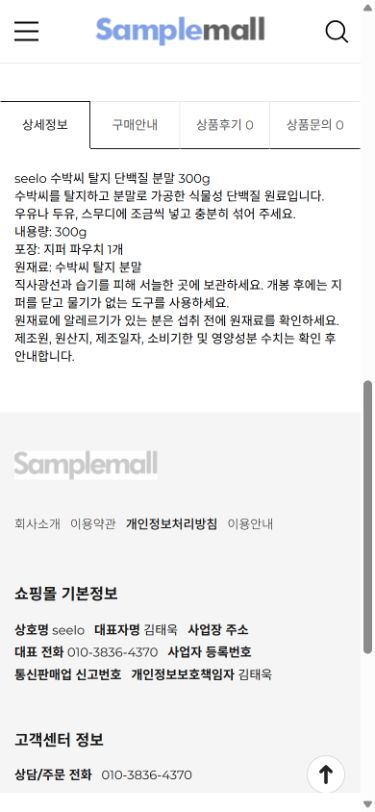 Samplemall
상세정보 구매안내 상품후기 0 상품문의 0
seelo 수박씨 탈지 단백질 분말 300g
수박씨를 탈지하고 분말로 가공한 식물성 단백질 원료입니다.
우유나 두유, 스무디에 조금씩 넣고 충분히 섞어 주세요.
내용량: 300g
포장: 지퍼 파우치 1개
원재료: 수박씨 탈지 분말
직사광선과 습기를 피해 서늘한 곳에 보관하세요. 개봉 후에는 지
퍼를 닫고 물기가 없는 도구를 사용하세요.
원재료에 알레르기가 있는 분은 섭취 전에 원재료를 확인하세요.
제조원, 원산지, 제조일자, 소비기한 및 영양성분 수치는 확인 후
안내합니다.
Samplemall
회사소개 이용약관 개인정보처리방침 이용안내
쇼핑몰 기본정보
상호명 seelo 대표자명 김태욱 사업장 주소
대표 전화 010-3836-4370 사업자 등록번호
통신판매업 신고번호 개인정보보호책임자 김태욱
고객센터 정보
상담/주문 전화 010-3836-4370